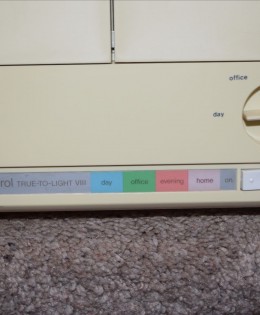 office
day
rol TRUE-TO-LIGHT VIII day office evening home on